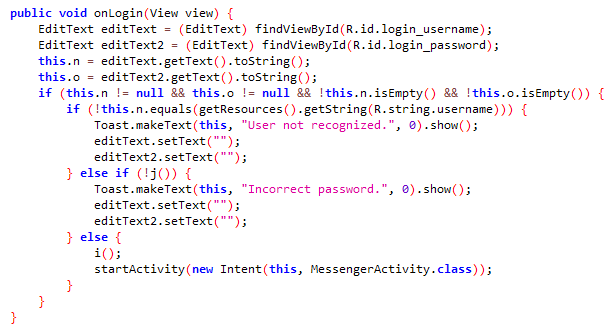 public void onLogin(View view) {
    EditText editText = (EditText) findViewById(R.id.login_username);
    EditText editText2 = (EditText) findViewById(R.id.login_password);
    this.n = editText.getText().toString();
    this.o = editText2.getText().toString();
    if (this.n != null && this.o != null && !this.n.isEmpty() && !this.o.isEmpty()) {
        if (!this.n.equals(getResources().getString(R.string.username))) {
            Toast.makeText(this, "User not recognized.", 0).show();
            editText.setText("");
            editText2.setText("");
        } else if (!j()) {
            Toast.makeText(this, "Incorrect password.", 0).show();
            editText.setText("");
            editText2.setText("");
        } else {
            i();
            startActivity(new Intent(this, MessengerActivity.class));
        }
    }
}